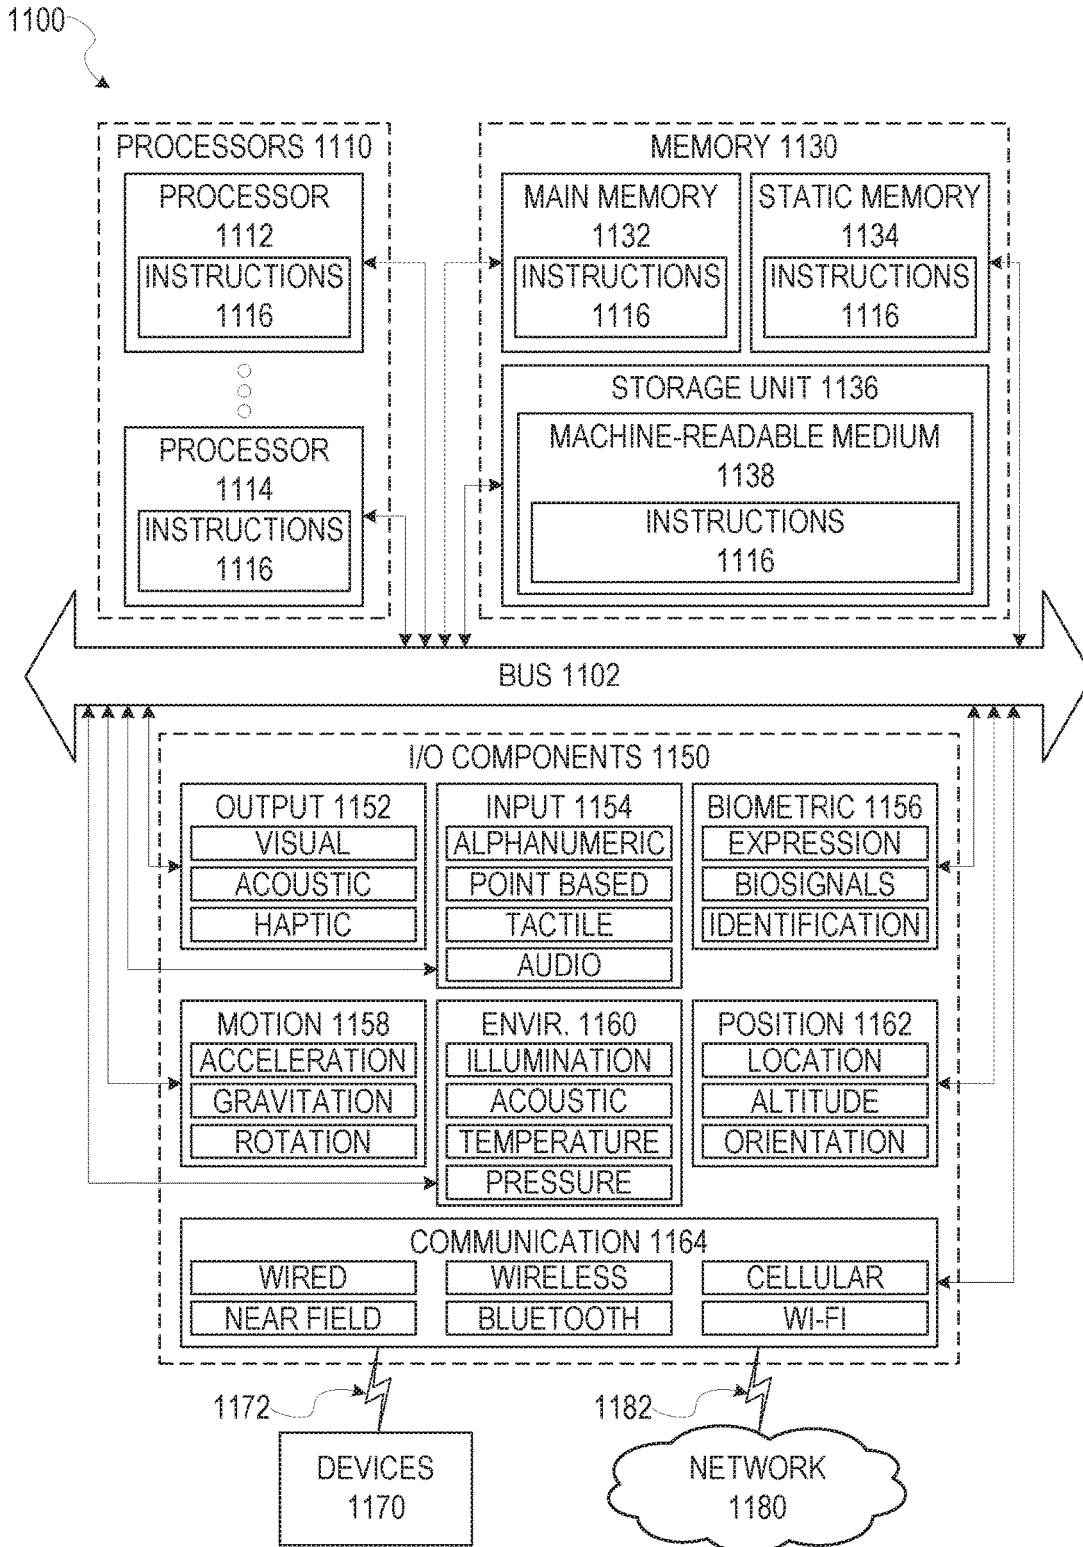 1100
PROCESSORS 1110
PROCESSOR
1112
INSTRUCTIONS
1116
PROCESSOR
1114
INSTRUCTIONS
1116
MEMORY 1130
MAIN MEMORY
1132
INSTRUCTIONS
1116
STATIC MEMORY
1134
INSTRUCTIONS
1116
STORAGE UNIT 1136
MACHINE-READABLE MEDIUM
1138
INSTRUCTIONS
1116
BUS 1102
I/O COMPONENTS 1150
OUTPUT 1152
VISUAL
ACOUSTIC
HAPTIC
INPUT 1154
ALPHANUMERIC
POINT BASED
TACTILE
AUDIO
BIOMETRIC 1156
EXPRESSION
BIOSIGNALS
IDENTIFICATION
MOTION 1158
ACCELERATION
GRAVITATION
ROTATION
ENVIR. 1160
ILLUMINATION
ACOUSTIC
TEMPERATURE
PRESSURE
POSITION 1162
LOCATION
ALTITUDE
ORIENTATION
COMMUNICATION 1164
WIRED
WIRELESS
CELLULAR
NEAR FIELD
BLUETOOTH
WI-FI
1172
1182
DEVICES
1170
NETWORK
1180